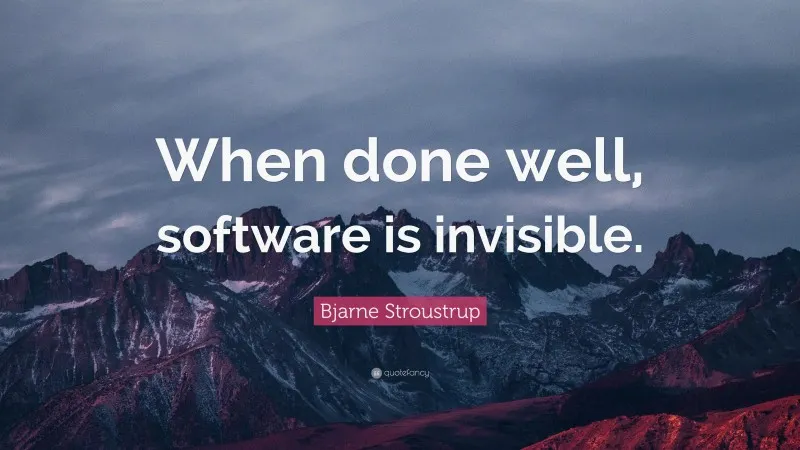 When done well,
software is invisible.
Bjarne Stroustrup
quotefancy